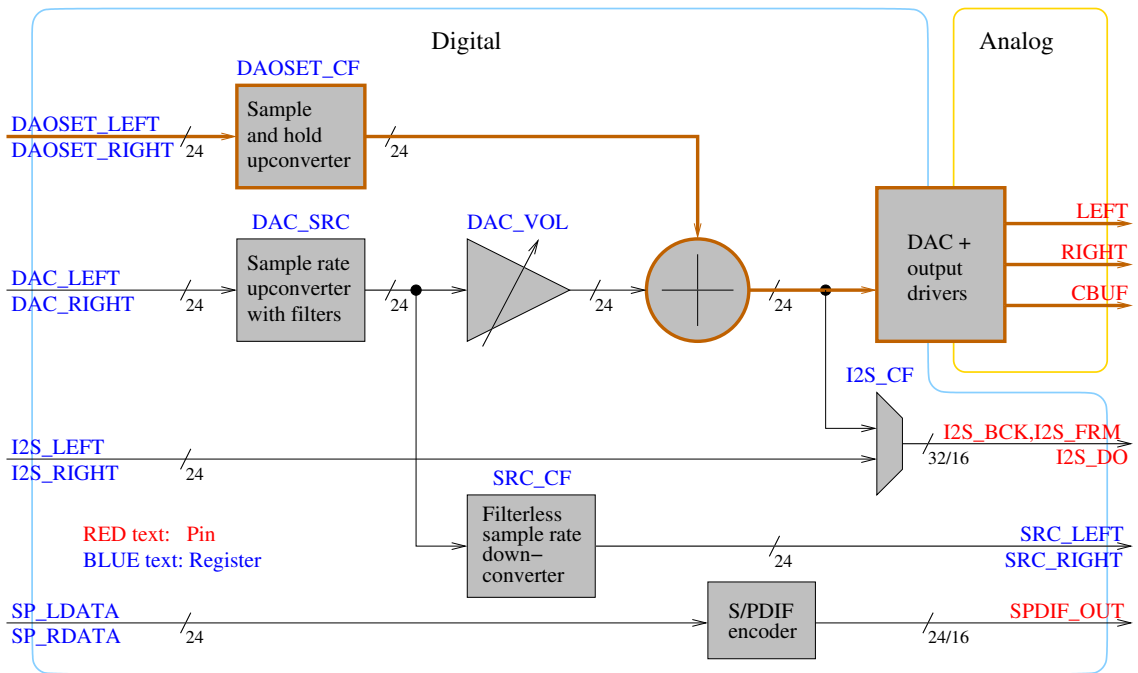 Digital
Analog
DAOSET_CF
DAOSET_LEFT
DAOSET_RIGHT
24
Sample
and hold
upconverter
24
LEFT
RIGHT
CBUF
DAC_SRC
DAC_VOL
DAC_LEFT
DAC_RIGHT
24
Sample rate
upconverter
with filters
24
24
24
DAC +
output
drivers
I2S_CF
I2S_LEFT
I2S_RIGHT
24
I2S_BCK,I2S_FRM
I2S_DO
32/16
SRC_CF
Filterless
sample rate
down-
converter
24
SRC_LEFT
SRC_RIGHT
RED text: Pin
BLUE text: Register
SP_LDATA
SP_RDATA
24
S/PDIF
encoder
24/16
SPDIF_OUT